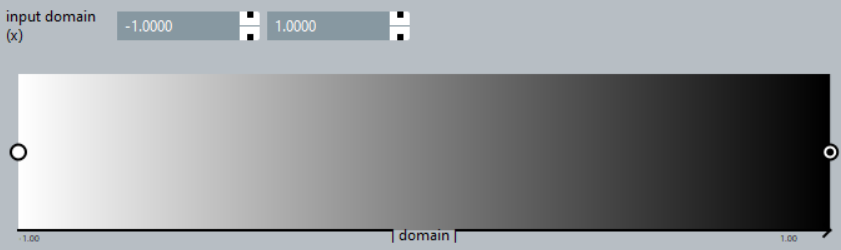 input domain
(x)
-1.0000
1.0000
-1.00
| domain |
1.00